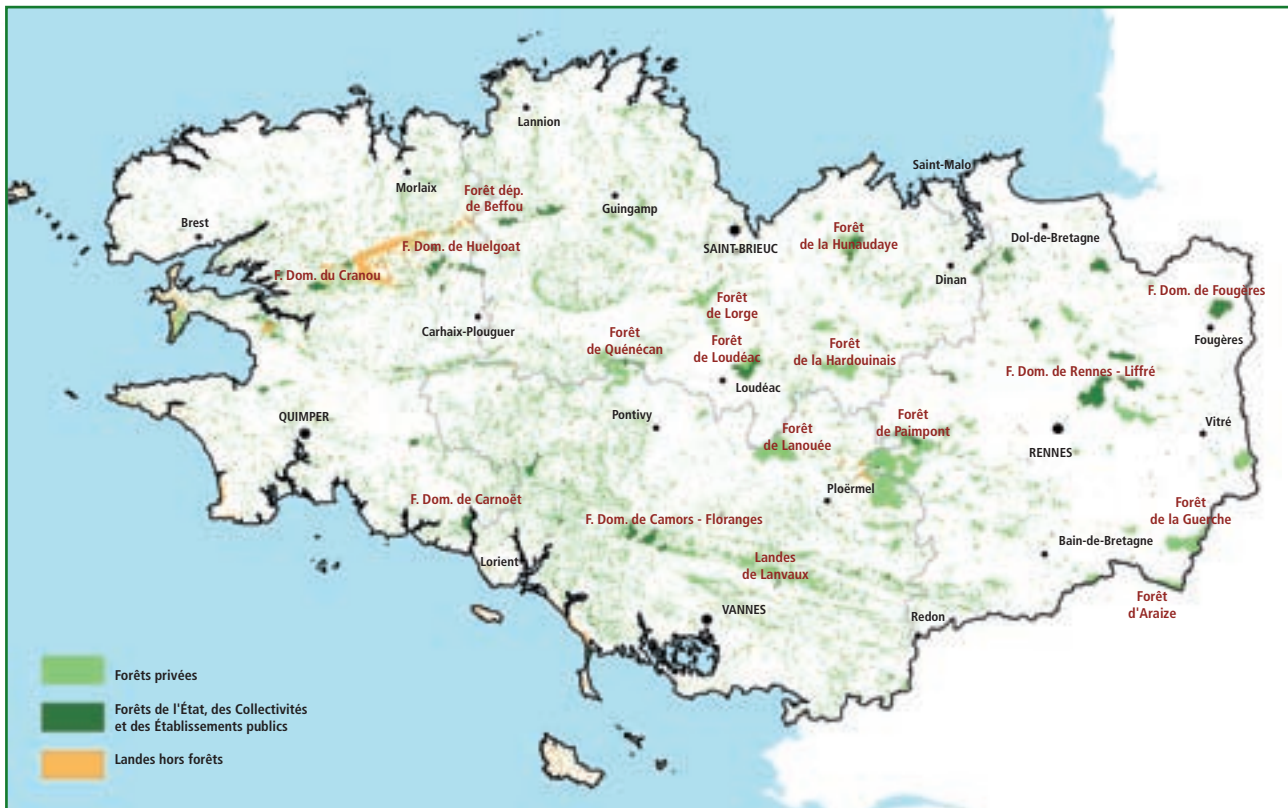 Lannion
Saint-Malo
Morlaix
Forêt dép.
de Beffou
Guingamp
Brest
SAINT-BRIEUC
Forêt
de la Hunaudaye
Dol-de-Bretagne
F. Dom. de Huelgoat
F. Dom. du Cranou
Dinan
F. Dom. de Fougères
Forêt
de Lorge
Carhaix-Plouguer
Fougères
Forêt
de Quénécan
Forêt
de Loudéac
Forêt
de la Hardouinais
F. Dom. de Rennes - Liffré
Loudéac
QUIMPER
Pontivy
Forêt
de Lanouée
Forêt
de Paimpont
RENNES
Vitré
Ploërmel
F. Dom. de Carnoët
F. Dom. de Camors - Floranges
Forêt
de la Guerche
Bain-de-Bretagne
Lorient
Landes
de Lanvaux
Forêt
d'Araize
VANNES
Redon
Forêts privées
Forêts de l'État, des Collectivités
et des Établissements publics
Landes hors forêts